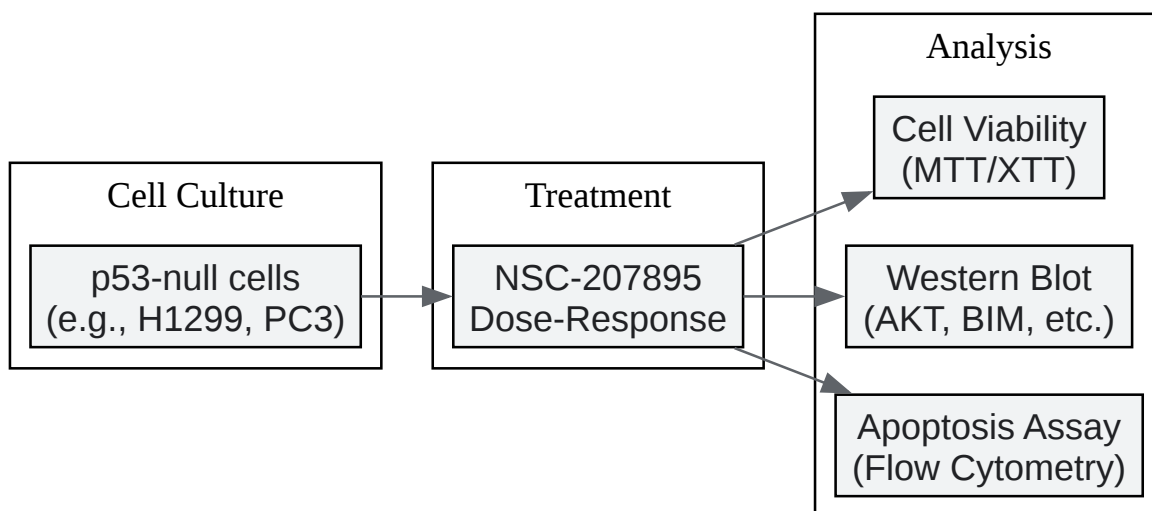 Cell Culture
p53-null cells
(e.g., H1299, PC3)
Treatment
NSC-207895
Dose-Response
Analysis
Cell Viability
(MTT/XTT)
Western Blot
(AKT, BIM, etc.)
Apoptosis Assay
(Flow Cytometry)